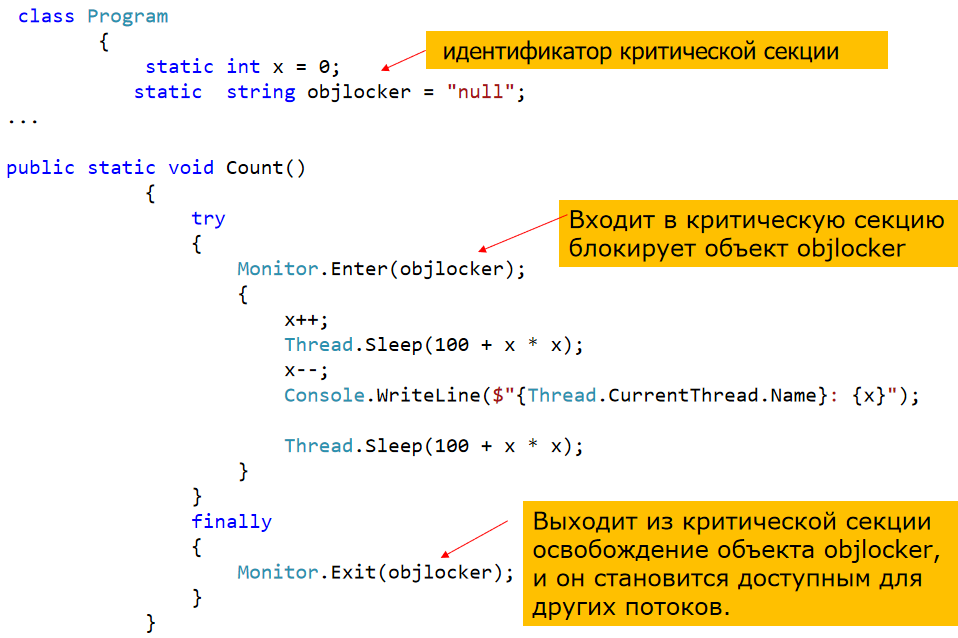 class Program
{
идентификатор критической секции
static int x = 0;
static string objlocker = "null";
...
public static void Count()
{
try
{
Входит в критическую секцию
блокирует объект objlocker
Monitor.Enter(objlocker);
{
x++;
Thread.Sleep(100 + x * x);
x--;
Console.WriteLine($"{Thread.CurrentThread.Name}: {x}");
Thread.Sleep(100 + x * x);
}
}
finally
{
Monitor.Exit(objlocker);
}
}
Выходит из критической секции
освобождение объекта objlocker,
и он становится доступным для
других потоков.